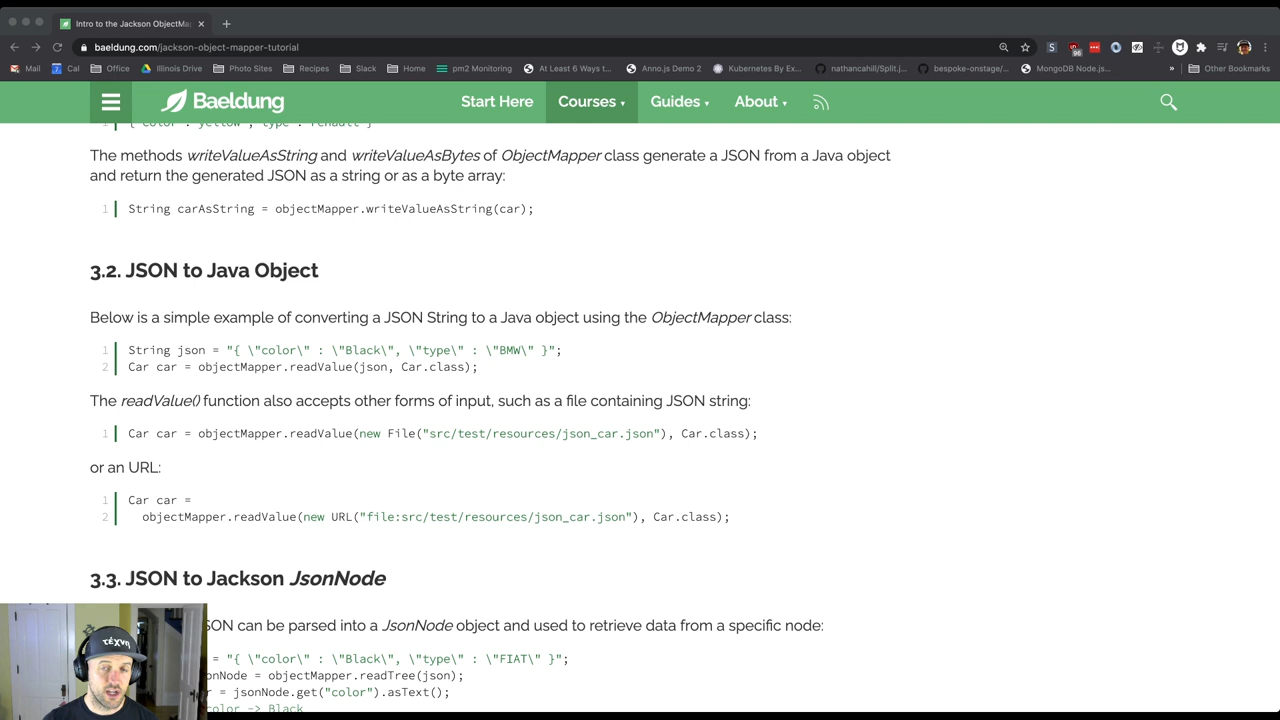 Intro to the Jackson ObjectMa
baeldung.com/jackson-object-mapper-tutorial
Mail Cal Office Illinois Drive Photo Sites Recipes Slack Home pm2 Monitoring At Least 6 Ways t... Anno.js Demo 2 Kubernetes By Ex... nathancahill/Split.j... bespoke-onstage/... MongoDB Node.js... » Other Bookmarks
Baeldung Start Here Courses Guides About
The methods writeValueAsString and writeValueAsBytes of ObjectMapper class generate a JSON from a Java object
and return the generated JSON as a string or as a byte array:
1 String carAsString = objectMapper.writeValueAsString(car);
3.2. JSON to Java Object
Below is a simple example of converting a JSON String to a Java object using the ObjectMapper class:
1 String json = "{ \"color\" : \"Black\", \"type\" : \"BMW\" }";
2 Car car = objectMapper.readValue(json, Car.class);
The readValue() function also accepts other forms of input, such as a file containing JSON string:
1 Car car = objectMapper.readValue(new File("src/test/resources/json_car.json"), Car.class);
or an URL:
1 Car car =
2 objectMapper.readValue(new URL("file:src/test/resources/json_car.json"), Car.class);
3.3. JSON to Jackson JsonNode
SON can be parsed into a JsonNode object and used to retrieve data from a specific node:
= "{ \"color\" : \"Black\", \"type\" : \"FIAT\" }";
onNode = objectMapper.readTree(json);
r = jsonNode.get("color").asText();
color -> Black
τέχνη